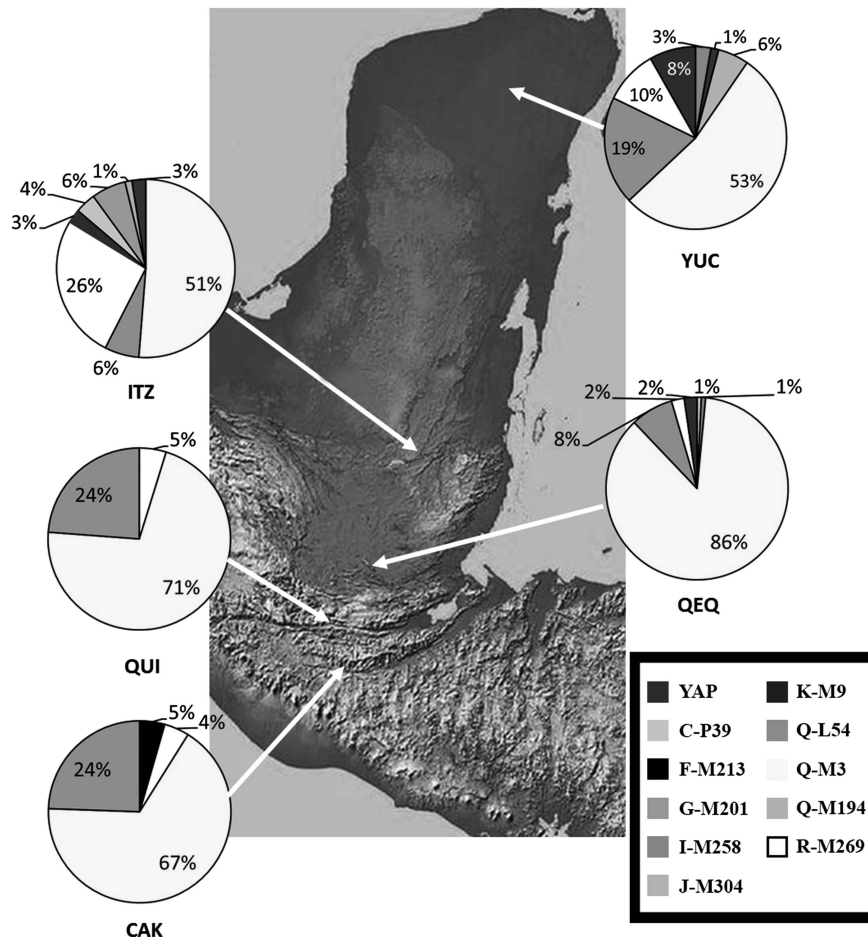 3%
1%
6%
8%
10%
19%
53%
YUC
3%
1%
6%
4%
3%
26%
51%
6%
ITZ
2%
2%
1%
1%
8%
86%
QEQ
5%
24%
71%
QUI
5%
4%
24%
67%
CAK
YAP
C-P39
F-M213
G-M201
I-M258
J-M304
K-M9
Q-L54
Q-M3
Q-M194
R-M269